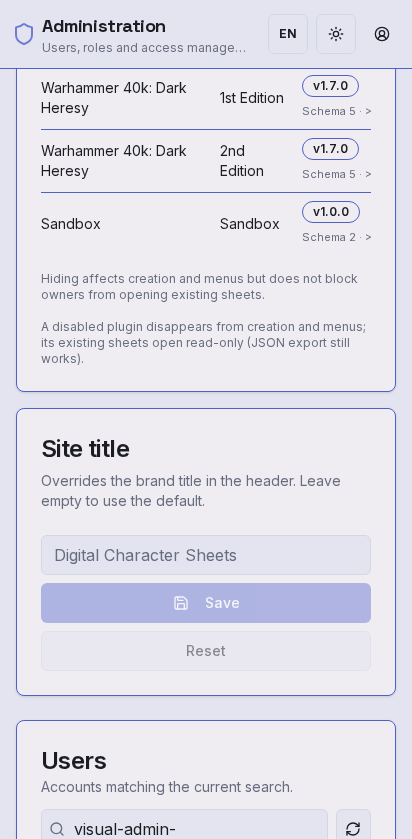 Administration
EN
Users, roles and access manage…
Warhammer 40k: Dark Heresy
1st Edition
v1.7.0
Schema 5 · >
Warhammer 40k: Dark Heresy
2nd Edition
v1.7.0
Schema 5 · >
Sandbox
Sandbox
v1.0.0
Schema 2 · >
Hiding affects creation and menus but does not block
owners from opening existing sheets.
A disabled plugin disappears from creation and menus;
its existing sheets open read-only (JSON export still
works).
Site title
Overrides the brand title in the header. Leave
empty to use the default.
Digital Character Sheets
Save
Reset
Users
Accounts matching the current search.
visual-admin-